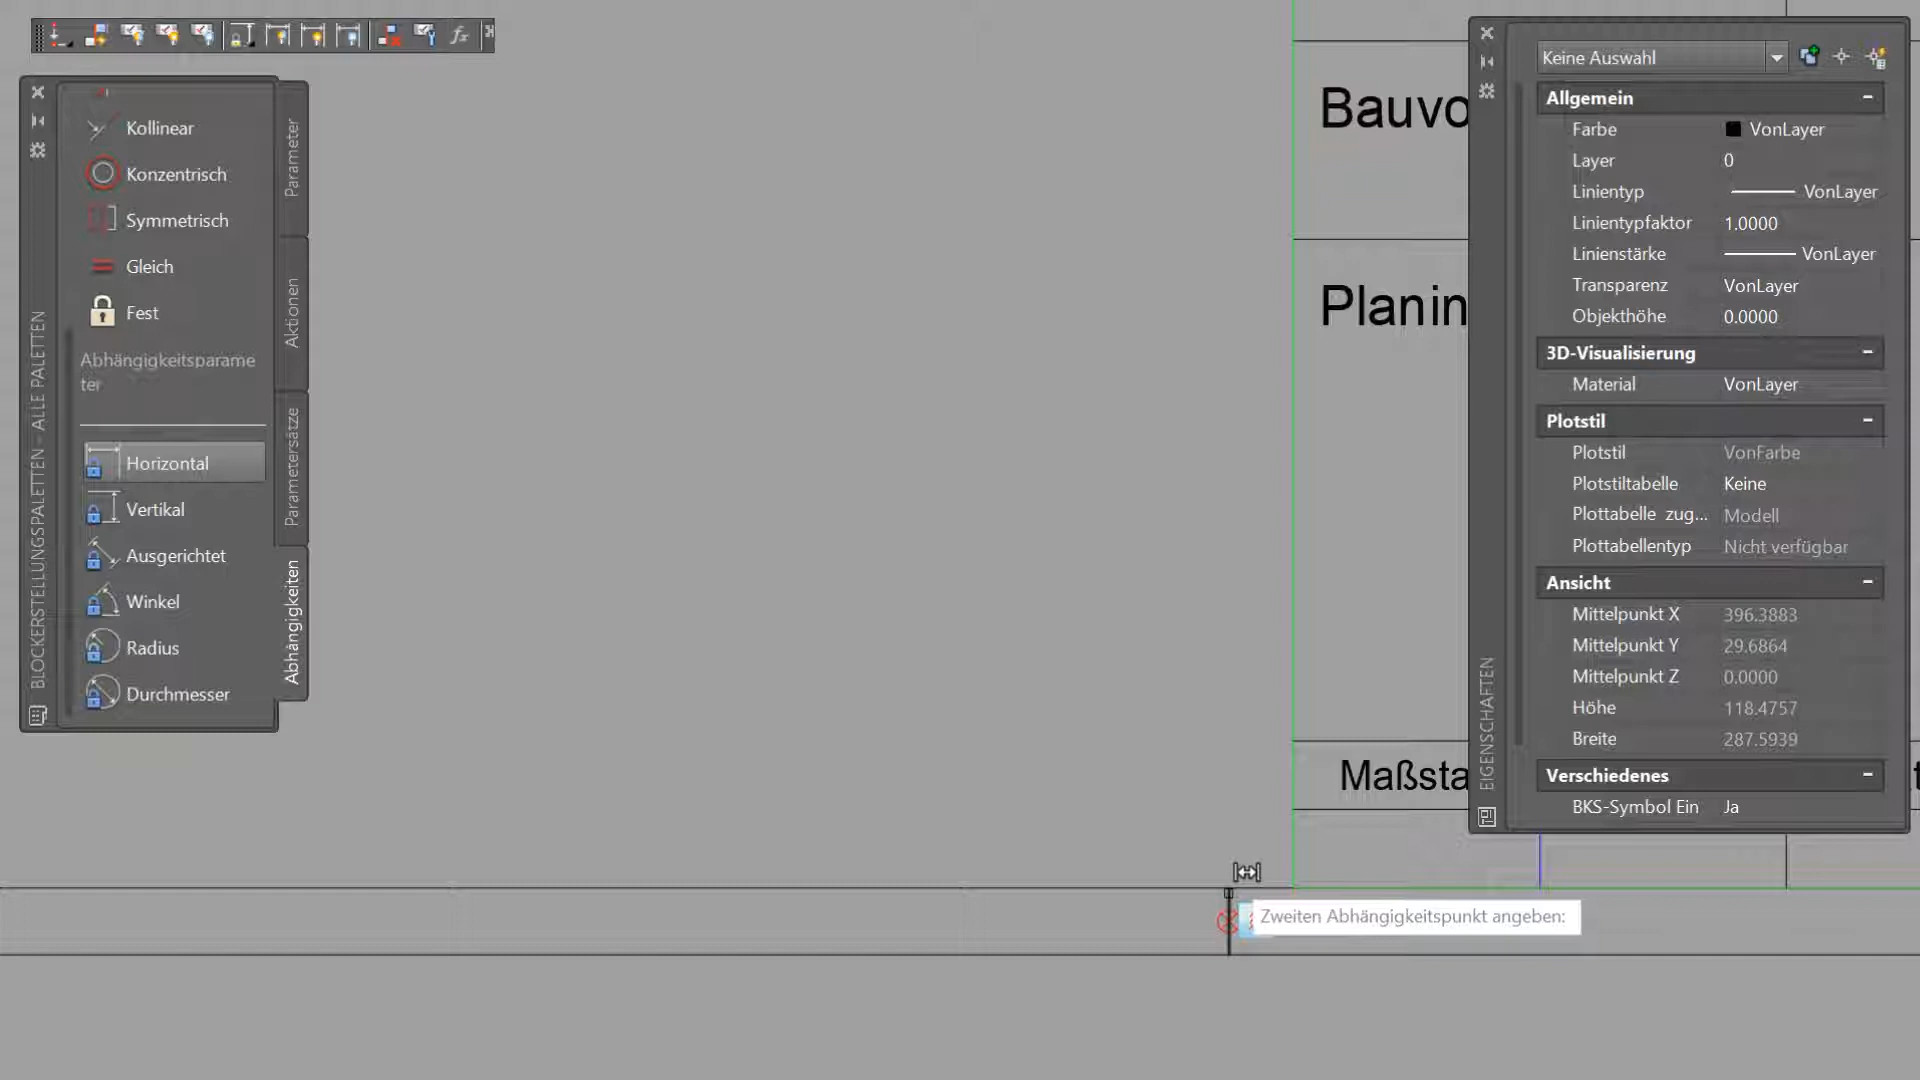 fx
Kollinear
Konzentrisch
Symmetrisch
Gleich
Fest
Abhängigkeitsparame
ter
Horizontal
Vertikal
Ausgerichtet
Winkel
Radius
Durchmesser
Parameter
Aktionen
Parametersätze
Abhängigkeiten
BLOCKERSTELLUNGSPALETTEN - ALLE PALETTEN
Bauvo
Planin
Maßsta
Zweiten Abhängigkeitspunkt angeben:
Keine Auswahl
Allgemein
Farbe VonLayer
Layer 0
Linientyp VonLayer
Linientypfaktor 1.0000
Linienstärke VonLayer
Transparenz VonLayer
Objekthöhe 0.0000
3D-Visualisierung
Material VonLayer
Plotstil
Plotstil VonFarbe
Plotstiltabelle Keine
Plottabelle zug... Modell
Plottabellentyp Nicht verfügbar
Ansicht
Mittelpunkt X 396.3883
Mittelpunkt Y 29.6864
Mittelpunkt Z 0.0000
Höhe 118.4757
Breite 287.5939
Verschiedenes
BKS-Symbol Ein Ja
EIGENSCHAFTEN